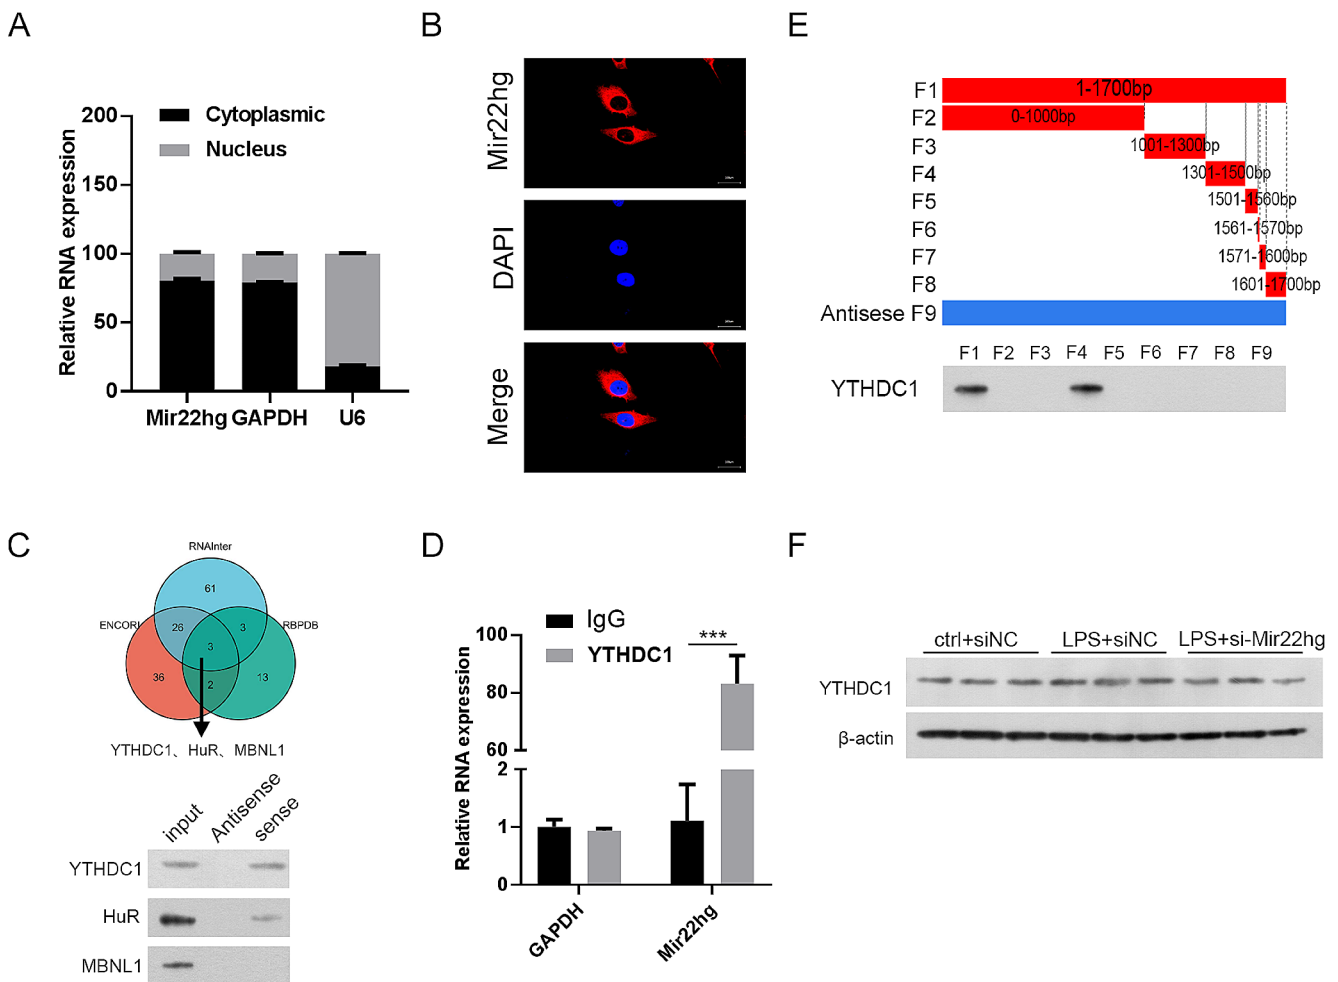 A
Cytoplasmic
Nucleus
Relative RNA expression
200
150
100
50
0
Mir22hg GAPDH U6
B
Mir22hg
DAPI
Merge
E
F1 1-1700bp
F2 0-1000bp
F3 1001-1300bp
F4 1301-1500bp
F5 1501-1560bp
F6 1561-1570bp
F7 1571-1600bp
F8 1601-1700bp
Antisese F9
F1 F2 F3 F4 F5 F6 F7 F8 F9
YTHDC1
C
RNAInter
61
ENCORI
RBPDB
26
3
3
36
2
13
YTHDC1、HuR、MBNL1
input Antisense sense
YTHDC1
HuR
MBNL1
D
IgG
YTHDC1
Relative RNA expression
100
80
60
2
1
0
***
GAPDH Mir22hg
F
ctrl+siNC LPS+siNC LPS+si-Mir22hg
YTHDC1
β-actin